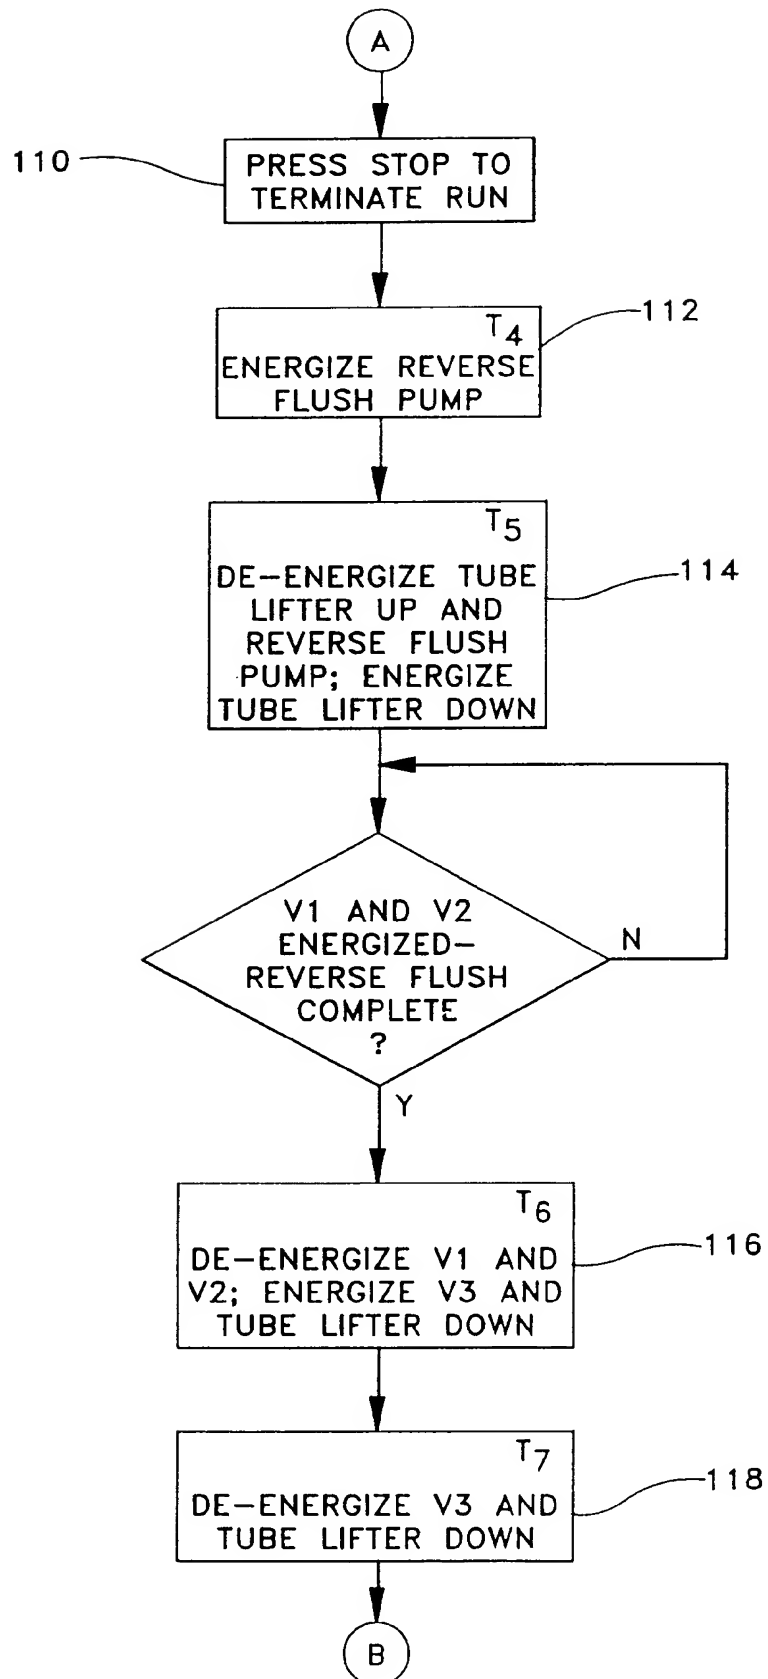 A
110
PRESS STOP TO
TERMINATE RUN
T4
112
ENERGIZE REVERSE
FLUSH PUMP
T5
114
DE-ENERGIZE TUBE
LIFTER UP AND
REVERSE FLUSH
PUMP; ENERGIZE
TUBE LIFTER DOWN
V1 AND V2
ENERGIZED-
REVERSE FLUSH
COMPLETE
?
N
Y
T6
116
DE-ENERGIZE V1 AND
V2; ENERGIZE V3 AND
TUBE LIFTER DOWN
T7
118
DE-ENERGIZE V3 AND
TUBE LIFTER DOWN
B